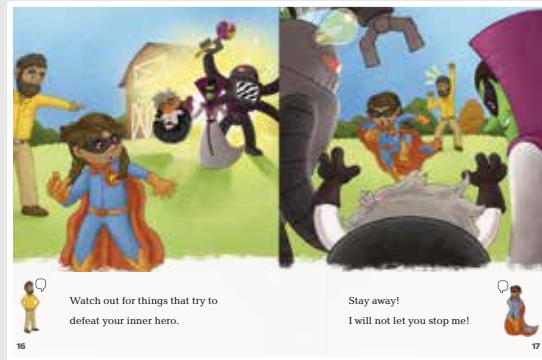 Watch out for things that try to
defeat your inner hero.
16
Stay away!
I will not let you stop me!
17